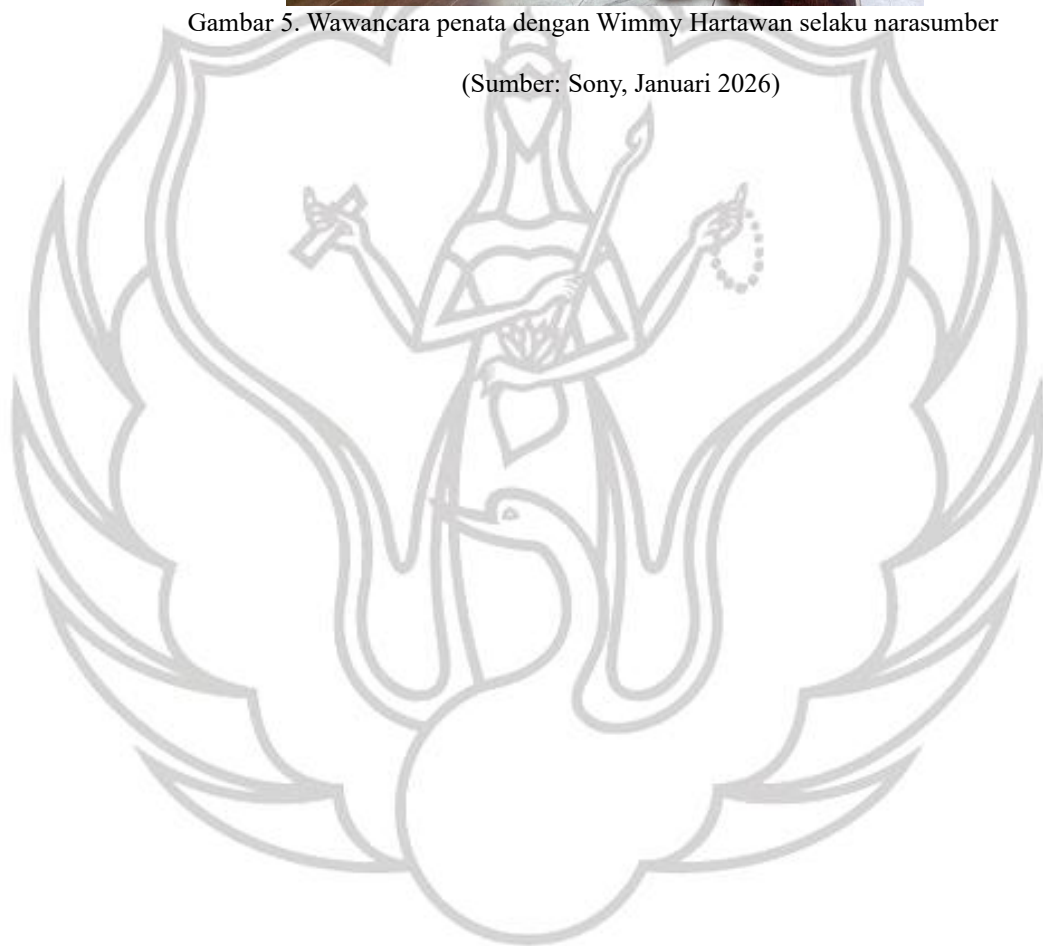 Gambar 5. Wawancara penata dengan Wimmy Hartawan selaku narasumber
(Sumber: Sony, Januari 2026)